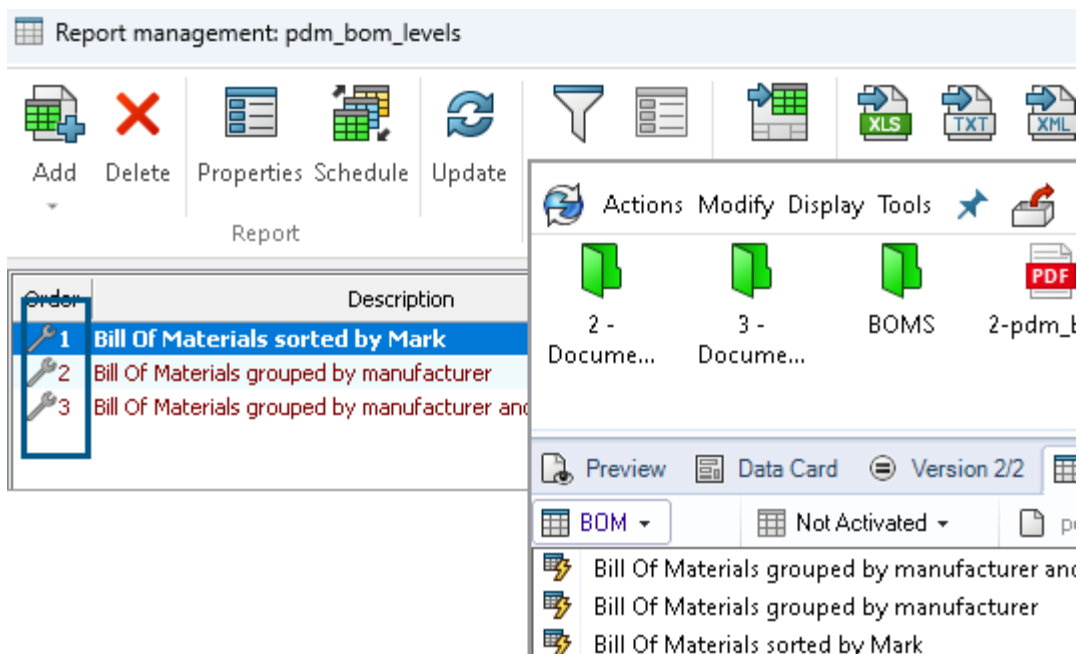 Report management: pdm_bom_levels
XLS TXT XML
Add Delete Properties Schedule Update
Report
Order Description
1 Bill Of Materials sorted by Mark
2 Bill Of Materials grouped by manufacturer
3 Bill Of Materials grouped by manufacturer and
Actions Modify Display Tools
PDF
2 - 3 - BOMS 2-pdm_b
Docume... Docume...
Preview Data Card Version 2/2
BOM Not Activated
Bill Of Materials grouped by manufacturer and
Bill Of Materials grouped by manufacturer
Bill Of Materials sorted by Mark